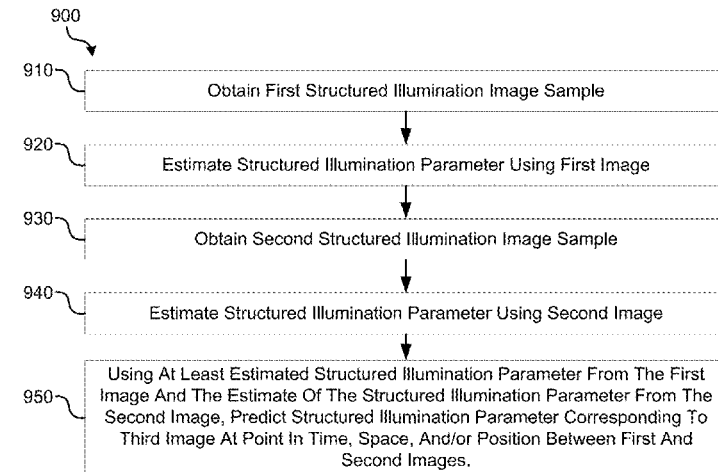 900
910
Obtain First Structured Illumination Image Sample
920
Estimate Structured Illumination Parameter Using First Image
930
Obtain Second Structured Illumination Image Sample
940
Estimate Structured Illumination Parameter Using Second Image
950
Using At Least Estimated Structured Illumination Parameter From The First
Image And The Estimate Of The Structured Illumination Parameter From The
Second Image, Predict Structured Illumination Parameter Corresponding To
Third Image At Point In Time, Space, And/or Position Between First And
Second Images.